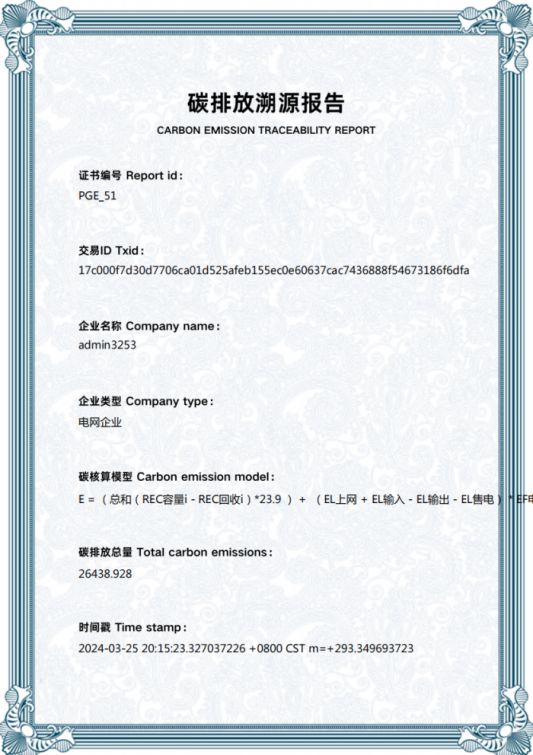 碳排放溯源报告
CARBON EMISSION TRACEABILITY REPORT
证书编号 Report id:
PGE_51
交易ID Txid:
17c000f7d30d7706ca01d525afeb155ec0e60637cac7436888f54673186f6dfa
企业名称 Company name:
admin3253
企业类型 Company type:
电网企业
碳核算模型 Carbon emission model:
E = （总和（REC容量i - REC回收i）*23.9 ） + （EL上网 + EL输入 - EL输出 - EL售电）* EF电
碳排放总量 Total carbon emissions:
26438.928
时间戳 Time stamp:
2024-03-25 20:15:23.327037226 +0800 CST m=+293.349693723